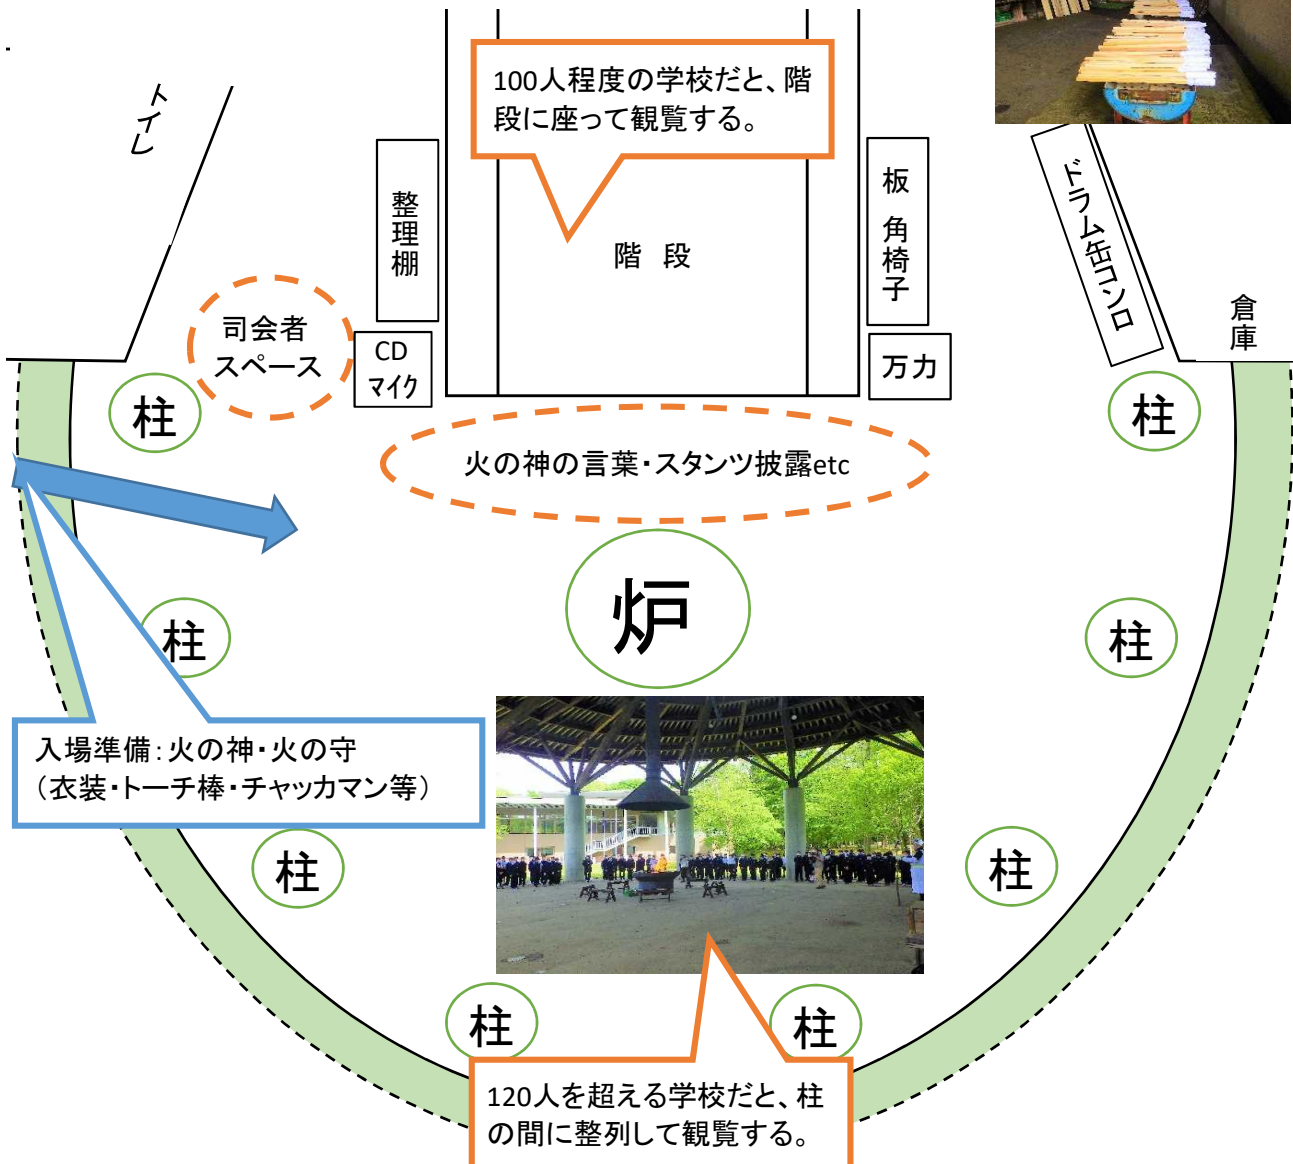 100人程度の学校だと、階
段に座って観覧する。
トイレ
整理棚
階 段
板 角椅子
ドラム缶コンロ
倉庫
司会者
スペース
CD
マイク
万力
柱
柱
火の神の言葉・スタンツ披露etc
炉
柱
柱
入場準備：火の神・火の守
（衣装・トーチ棒・チャッカマン等）
柱
柱
柱
柱
120人を超える学校だと、柱
の間に整列して観覧する。